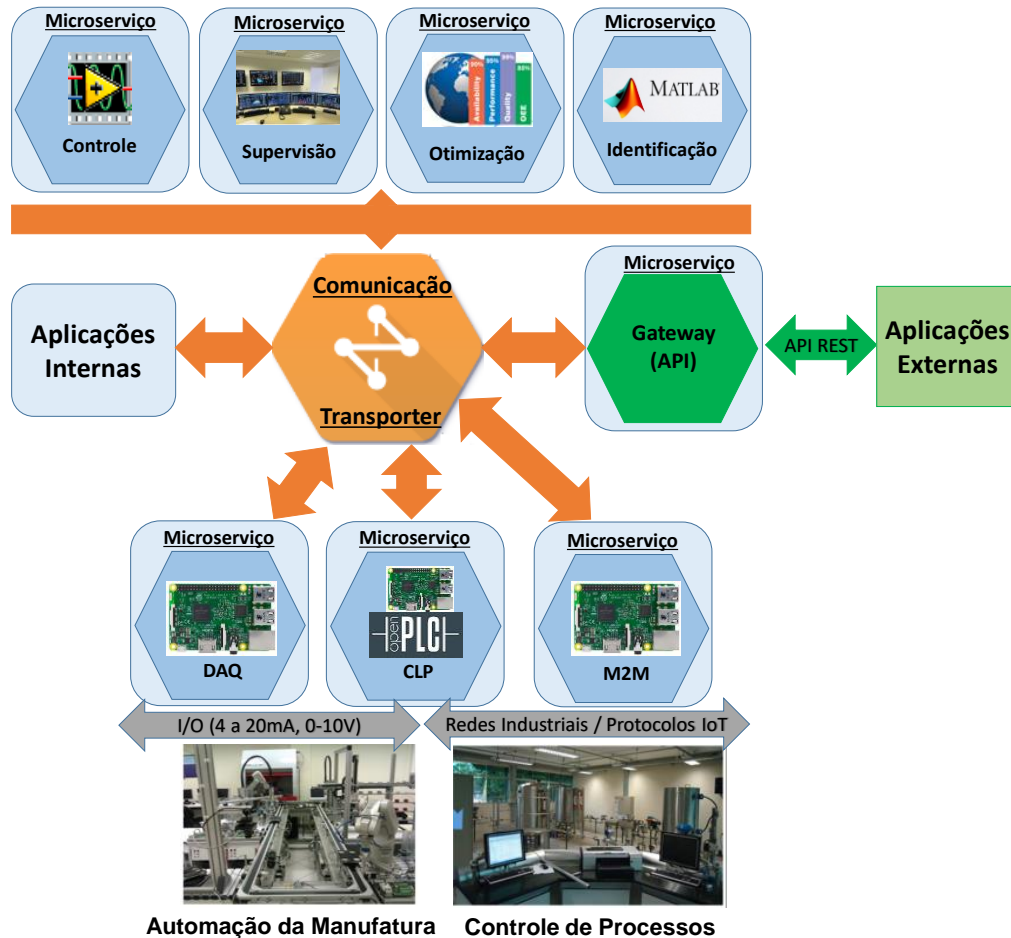 Microserviço
Microserviço
Microserviço
Microserviço
Controle
Supervisão
Availability
Performance
Quality
OEE
Otimização
MATLAB
Identificação
Comunicação
Transporter
Aplicações
Internas
Microserviço
Gateway
(API)
API REST
Aplicações
Externas
Microserviço
Microserviço
Microserviço
DAQ
open
PLC
CLP
M2M
I/O (4 a 20mA, 0-10V)
Redes Industriais / Protocolos IoT
Automação da Manufatura
Controle de Processos